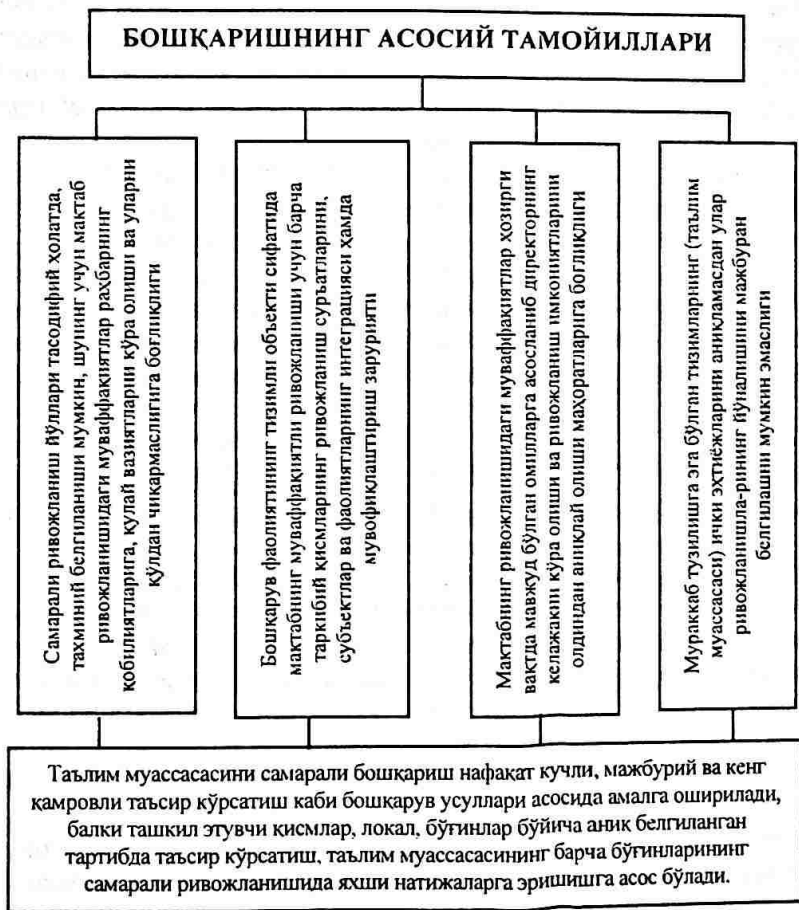 БОШҚАРИШНИНГ АСОСИЙ ТАМОЙИЛЛАРИ
Самарали ривожланиш йўллари тасодифий ҳолатда,
тахминий белгиланиши мумкин, шунинг учун мактаб
ривожланишидаги муваффақиятлар раҳбарнинг
қобилиятларига, қулай вазиятларни кўра олиши ва уларни
қўлдан чиқармаслигига боғлиқлиги
Бошқарув фаолиятининг тизимли объекти сифатида
мактабнинг муваффақиятли ривожланиши учун барча
таркибий қисмларнинг ривожланиш суръатларини,
субъектлар ва фаолиятларнинг интеграцияси ҳамда
мувофиқлаштириш зарурияти
Мактабнинг ривожланишидаги муваффақиятлар ҳозирги
вақтда мавжуд бўлган омилларга асосланиб директорнинг
келажакни кўра олиши ва ривожланиш имкониятларини
олдиндан аниқлай олиши маҳоратларига боғлиқлиги
Мураккаб тузилишга эга бўлган тизимларнинг (таълим
муассасаси) ички эҳтиёжларини аниқламасдан улар
ривожланишла-рининг йўналишини мажбуран
белгилашни мумкин эмаслиги
Таълим муассасасини самарали бошқариш нафақат кучли, мажбурий ва кенг
қамровли таъсир кўрсатиш каби бошқарув усуллари асосида амалга оширилади,
балки ташкил этувчи қисмлар, локал, бўғинлар бўйича аниқ белгиланган
тартибда таъсир кўрсатиш, таълим муассасасининг барча бўғинларининг
самарали ривожланишида яхши натижаларга эришишга асос бўлади.